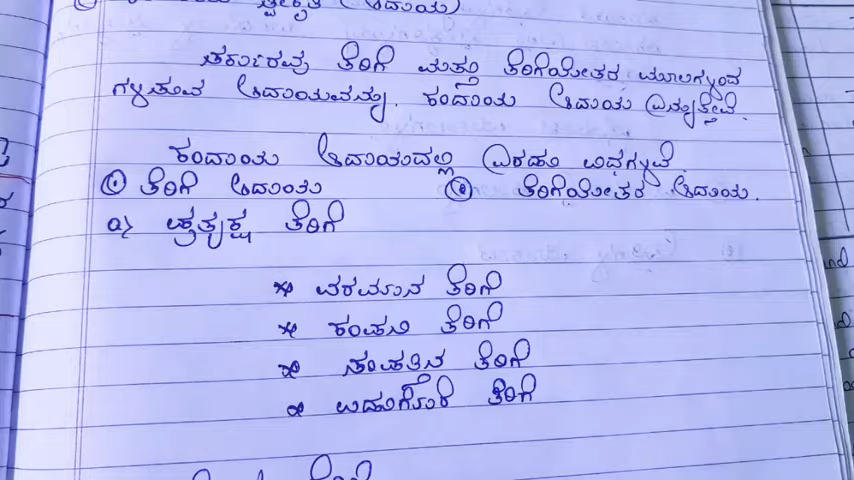 ಸ್ವೀಕೃತ (ಆದಾಯ)
ಸರ್ಕಾರವು ತೆರಿಗೆ ಮತ್ತು ತೆರಿಗೆಯೇತರ ಮೂಲಗಳಿಂದ
ಗಳಿಸುವ ಆದಾಯವನ್ನು ಕಂದಾಯ ಆದಾಯ ಎನ್ನುತ್ತೇವೆ.
ಕಂದಾಯ ಆದಾಯದಲ್ಲಿ ಎರಡು ವಿಧಗಳಿವೆ
① ತೆರಿಗೆ ಆದಾಯ ② ತೆರಿಗೆಯೇತರ ಆದಾಯ.
a) ಪ್ರತ್ಯಕ್ಷ ತೆರಿಗೆ
* ವರಮಾನ ತೆರಿಗೆ
* ಕಂಪನಿ ತೆರಿಗೆ
* ಸಂಪತ್ತಿನ ತೆರಿಗೆ
* ಉಡುಗೊರೆ ತೆರಿಗೆ